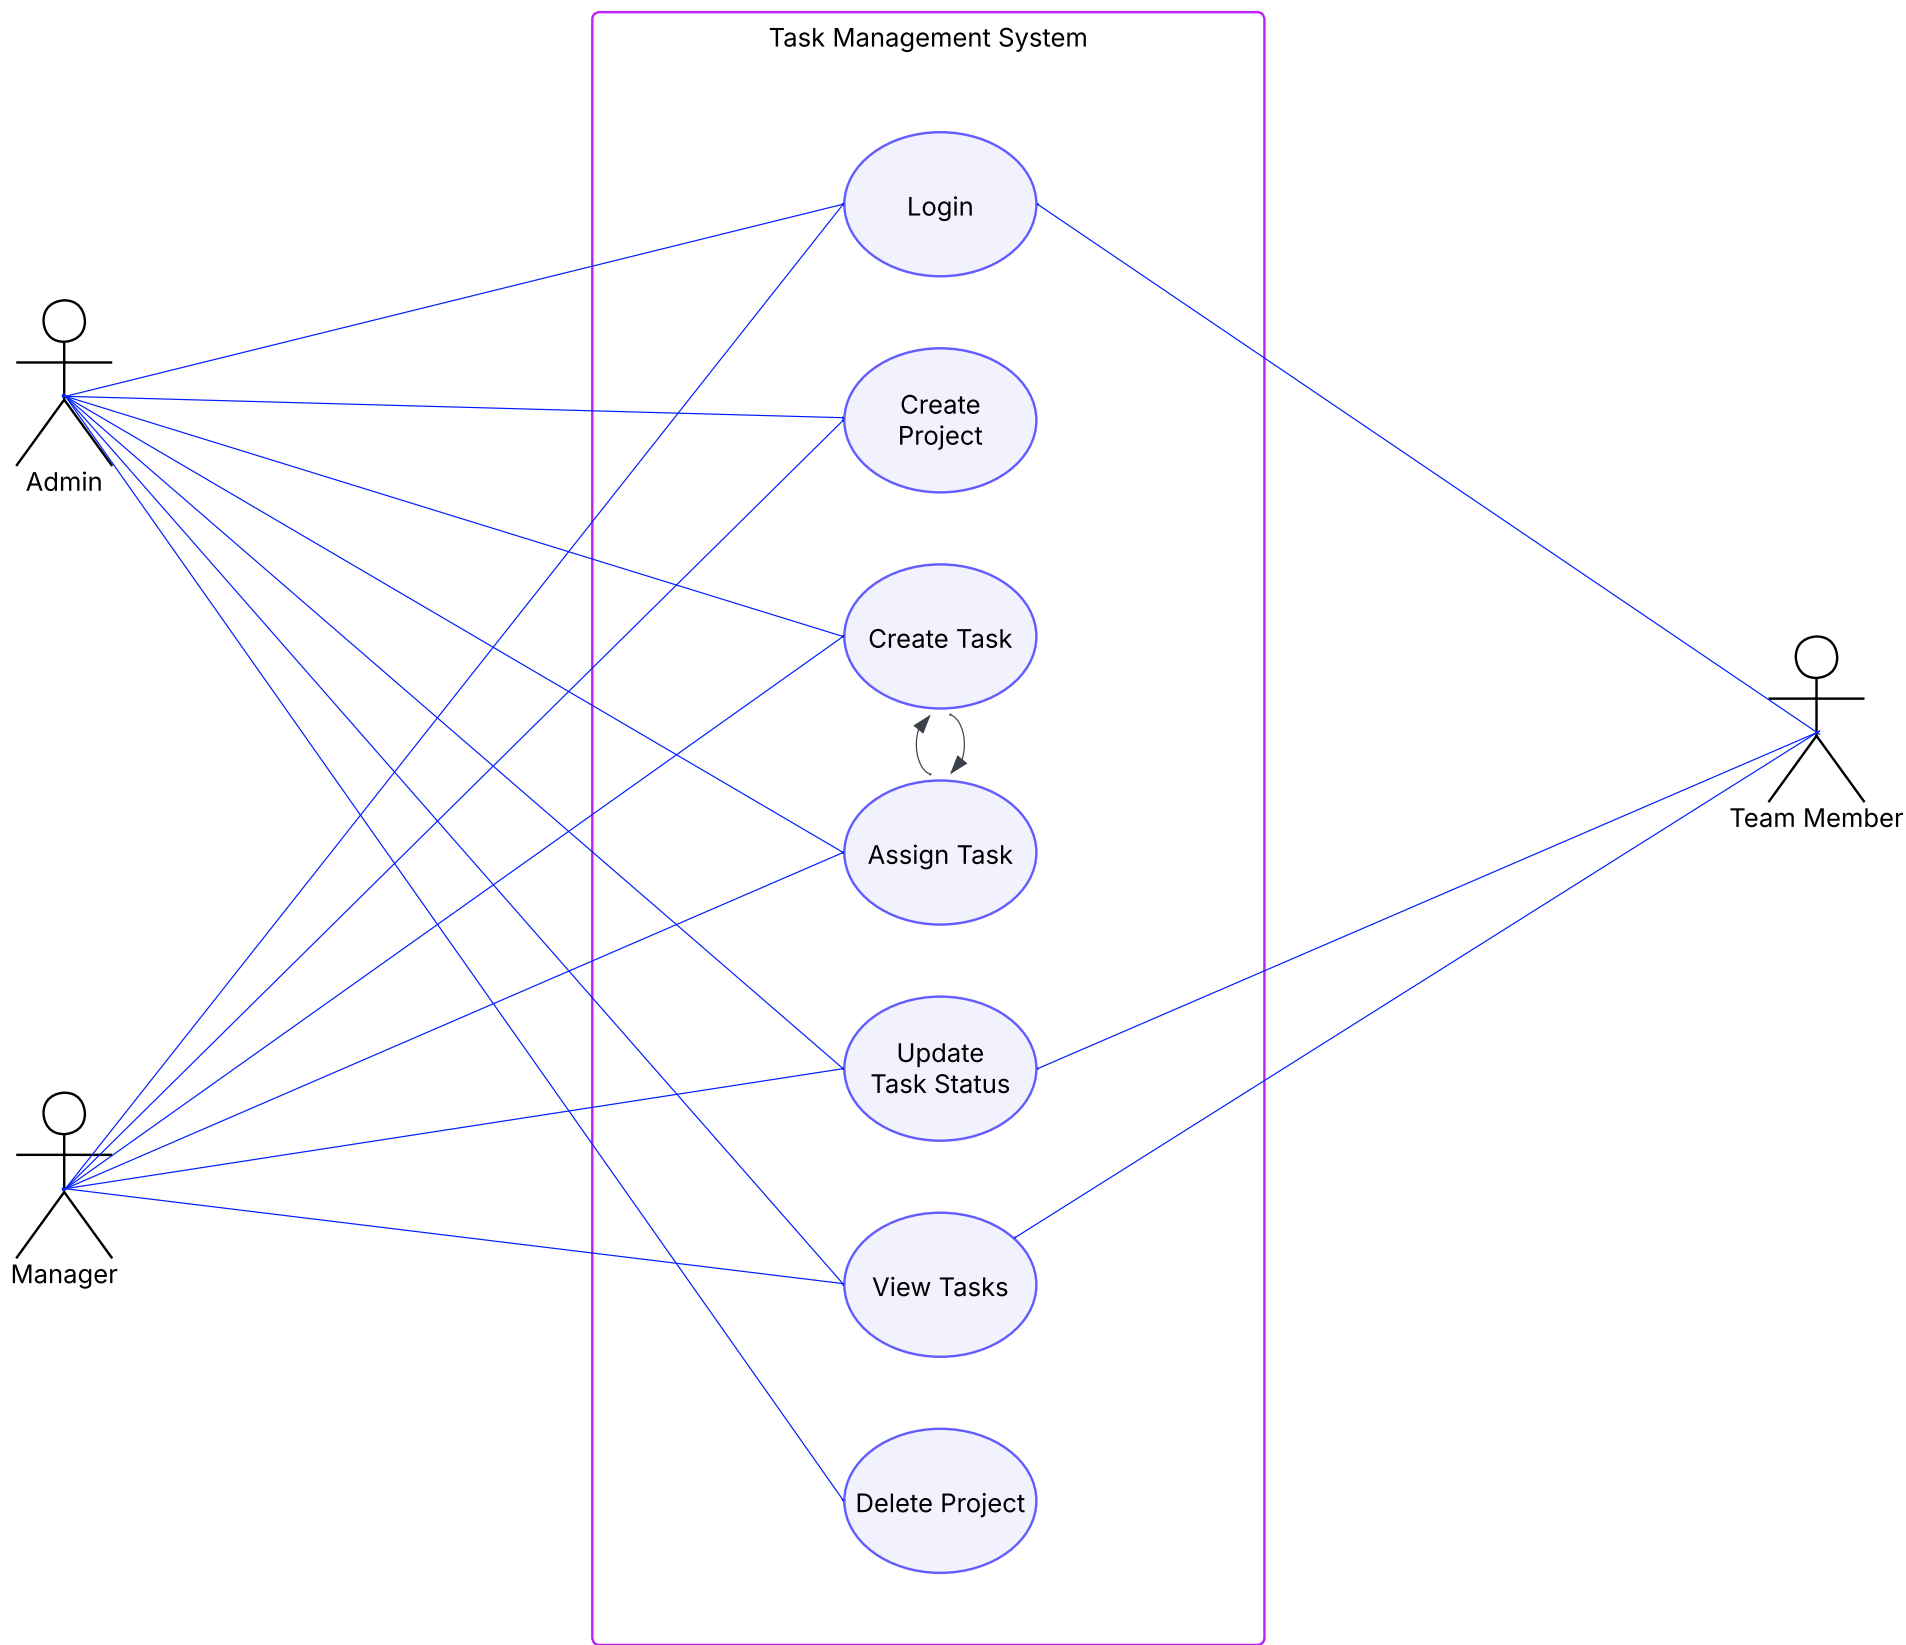 Task Management System
Login
Create
Project
Admin
Create Task
Team Member
Assign Task
Update
Task Status
Manager
View Tasks
Delete Project